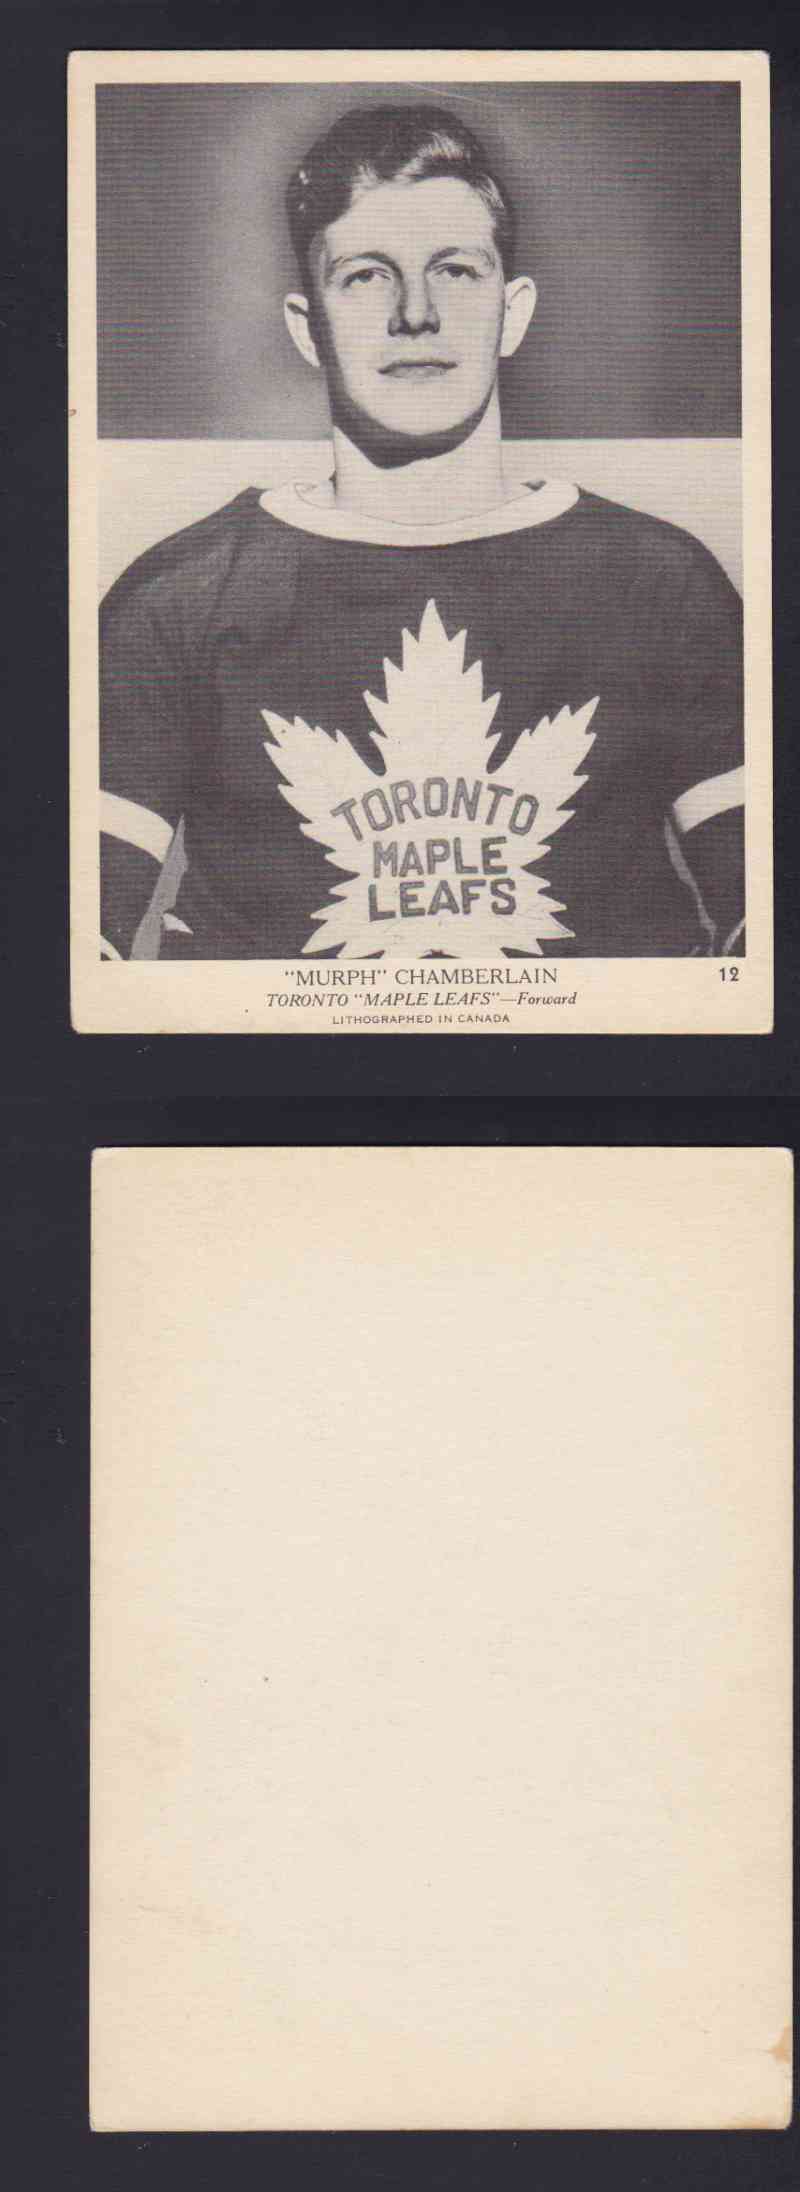 TORONTO
MAPLE
LEAFS
"MURPH" CHAMBERLAIN 12
TORONTO "MAPLE LEAFS"—Forward
LITHOGRAPHED IN CANADA